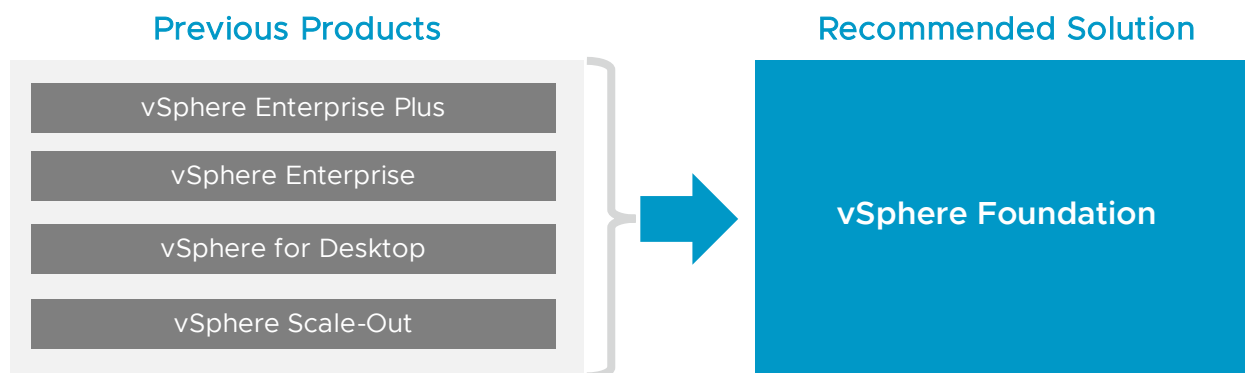 Previous Products
vSphere Enterprise Plus
vSphere Enterprise
vSphere for Desktop
vSphere Scale-Out
Recommended Solution
vSphere Foundation